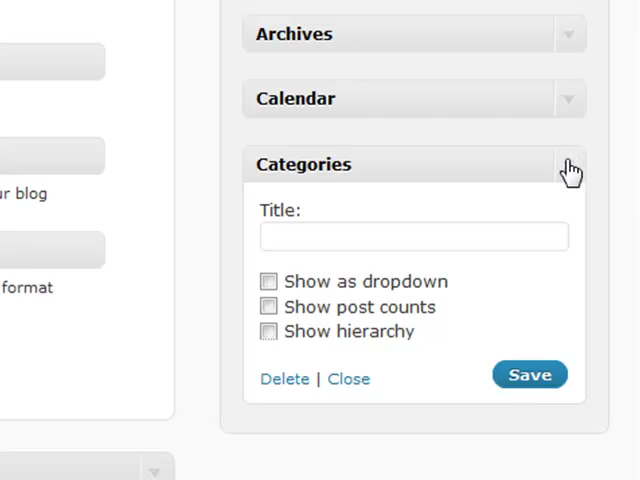 Archives
Calendar
Categories
ur blog
Title:
Show as dropdown
format
Show post counts
Show hierarchy
Delete | Close
Save